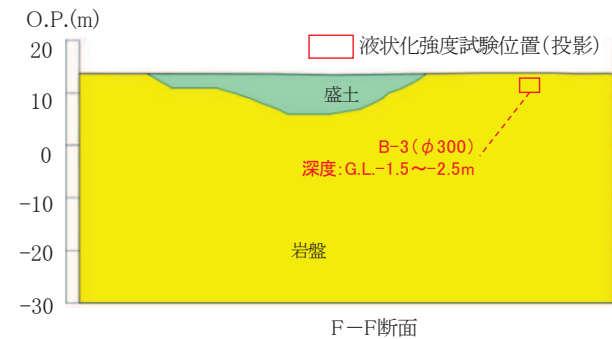 O.P.(m)
液状化強度試験位置(投影)
20
10
0
-10
-20
-30
盛土
B-3(φ300)
深度:G.L.-1.5～-2.5m
岩盤
F-F断面